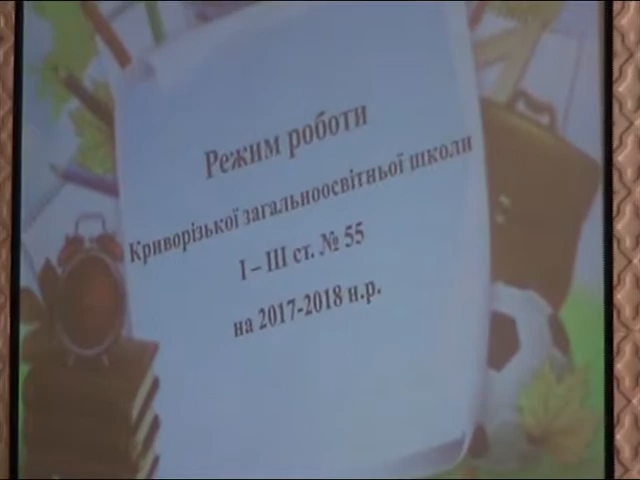 Режим роботи
Криворізької загальноосвітньої школи
І – ІІІ ст. № 55
на 2017-2018 н.р.